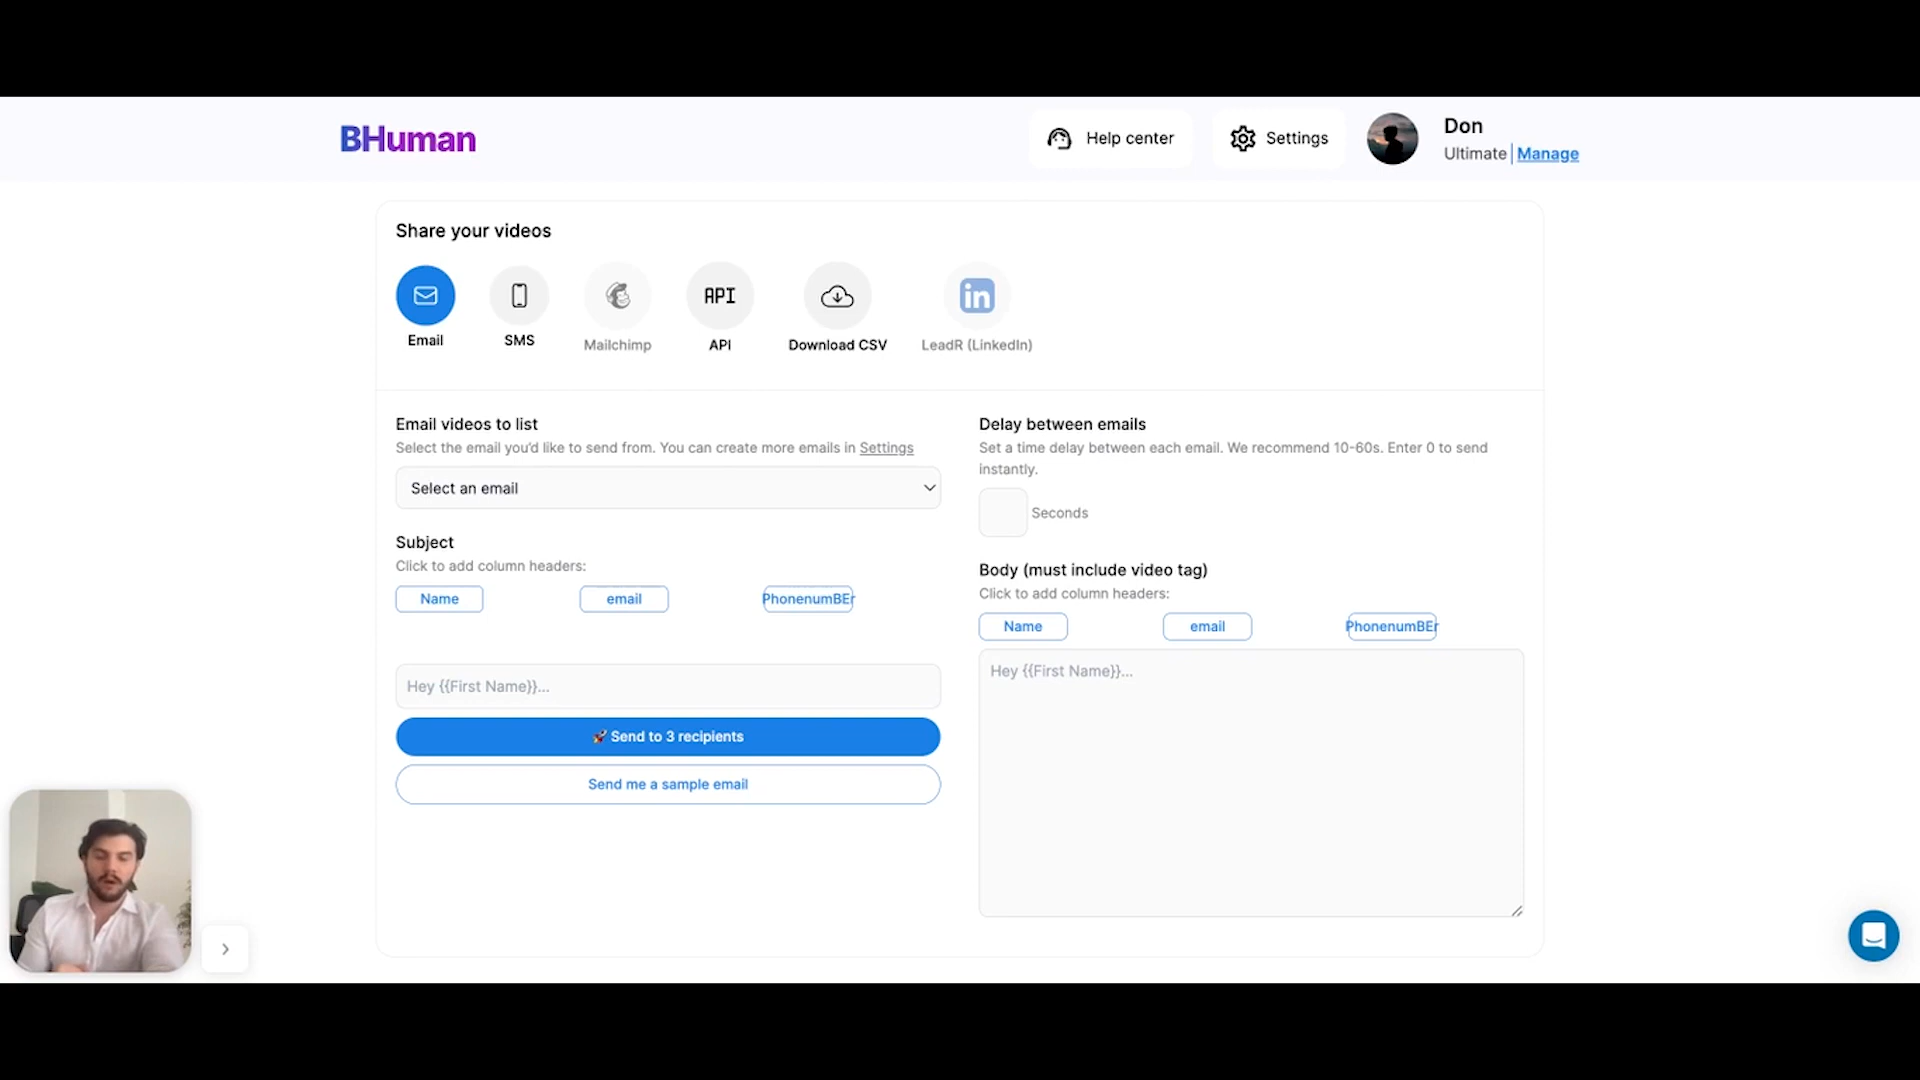 BHuman
Help center
Settings
Don
Ultimate | Manage
Share your videos
Email
SMS
Mailchimp
API
API
Download CSV
in
LeadR (LinkedIn)
Email videos to list
Select the email you'd like to send from. You can create more emails in Settings
Select an email
Subject
Click to add column headers:
Name
email
PhonenumBEr
Hey {{First Name}}...
🚀 Send to 3 recipients
Send me a sample email
Delay between emails
Set a time delay between each email. We recommend 10-60s. Enter 0 to send
instantly.
Seconds
Body (must include video tag)
Click to add column headers:
Name
email
PhonenumBEr
Hey {{First Name}}...